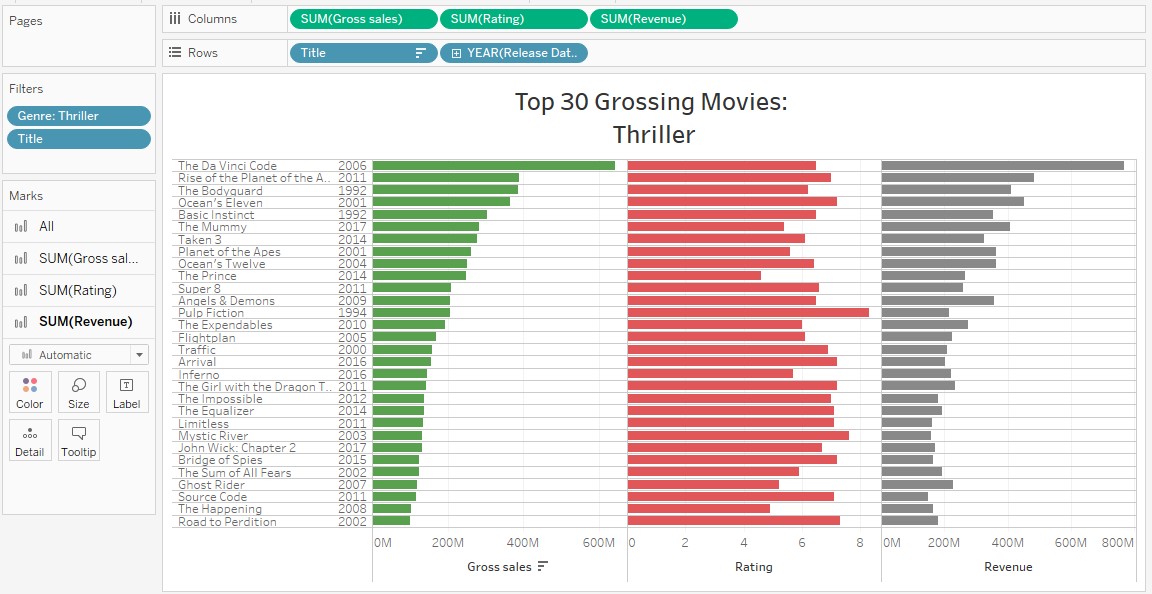 Pages
Columns SUM(Gross sales) SUM(Rating) SUM(Revenue)
Rows Title YEAR(Release Dat..
Filters
Genre: Thriller
Title
Marks
All
SUM(Gross sal...
SUM(Rating)
SUM(Revenue)
Automatic
Color Size Label
Detail Tooltip
Top 30 Grossing Movies:
Thriller
The Da Vinci Code 2006
Rise of the Planet of the A.. 2011
The Bodyguard 1992
Ocean's Eleven 2001
Basic Instinct 1992
The Mummy 2017
Taken 3 2014
Planet of the Apes 2001
Ocean's Twelve 2004
The Prince 2014
Super 8 2011
Angels & Demons 2009
Pulp Fiction 1994
The Expendables 2010
Flightplan 2005
Traffic 2000
Arrival 2016
Inferno 2016
The Girl with the Dragon T.. 2011
The Impossible 2012
The Equalizer 2014
Limitless 2011
Mystic River 2003
John Wick: Chapter 2 2017
Bridge of Spies 2015
The Sum of All Fears 2002
Ghost Rider 2007
Source Code 2011
The Happening 2008
Road to Perdition 2002
0M 200M 400M 600M 0 2 4 6 8 0M 200M 400M 600M 800M
Gross sales Rating Revenue